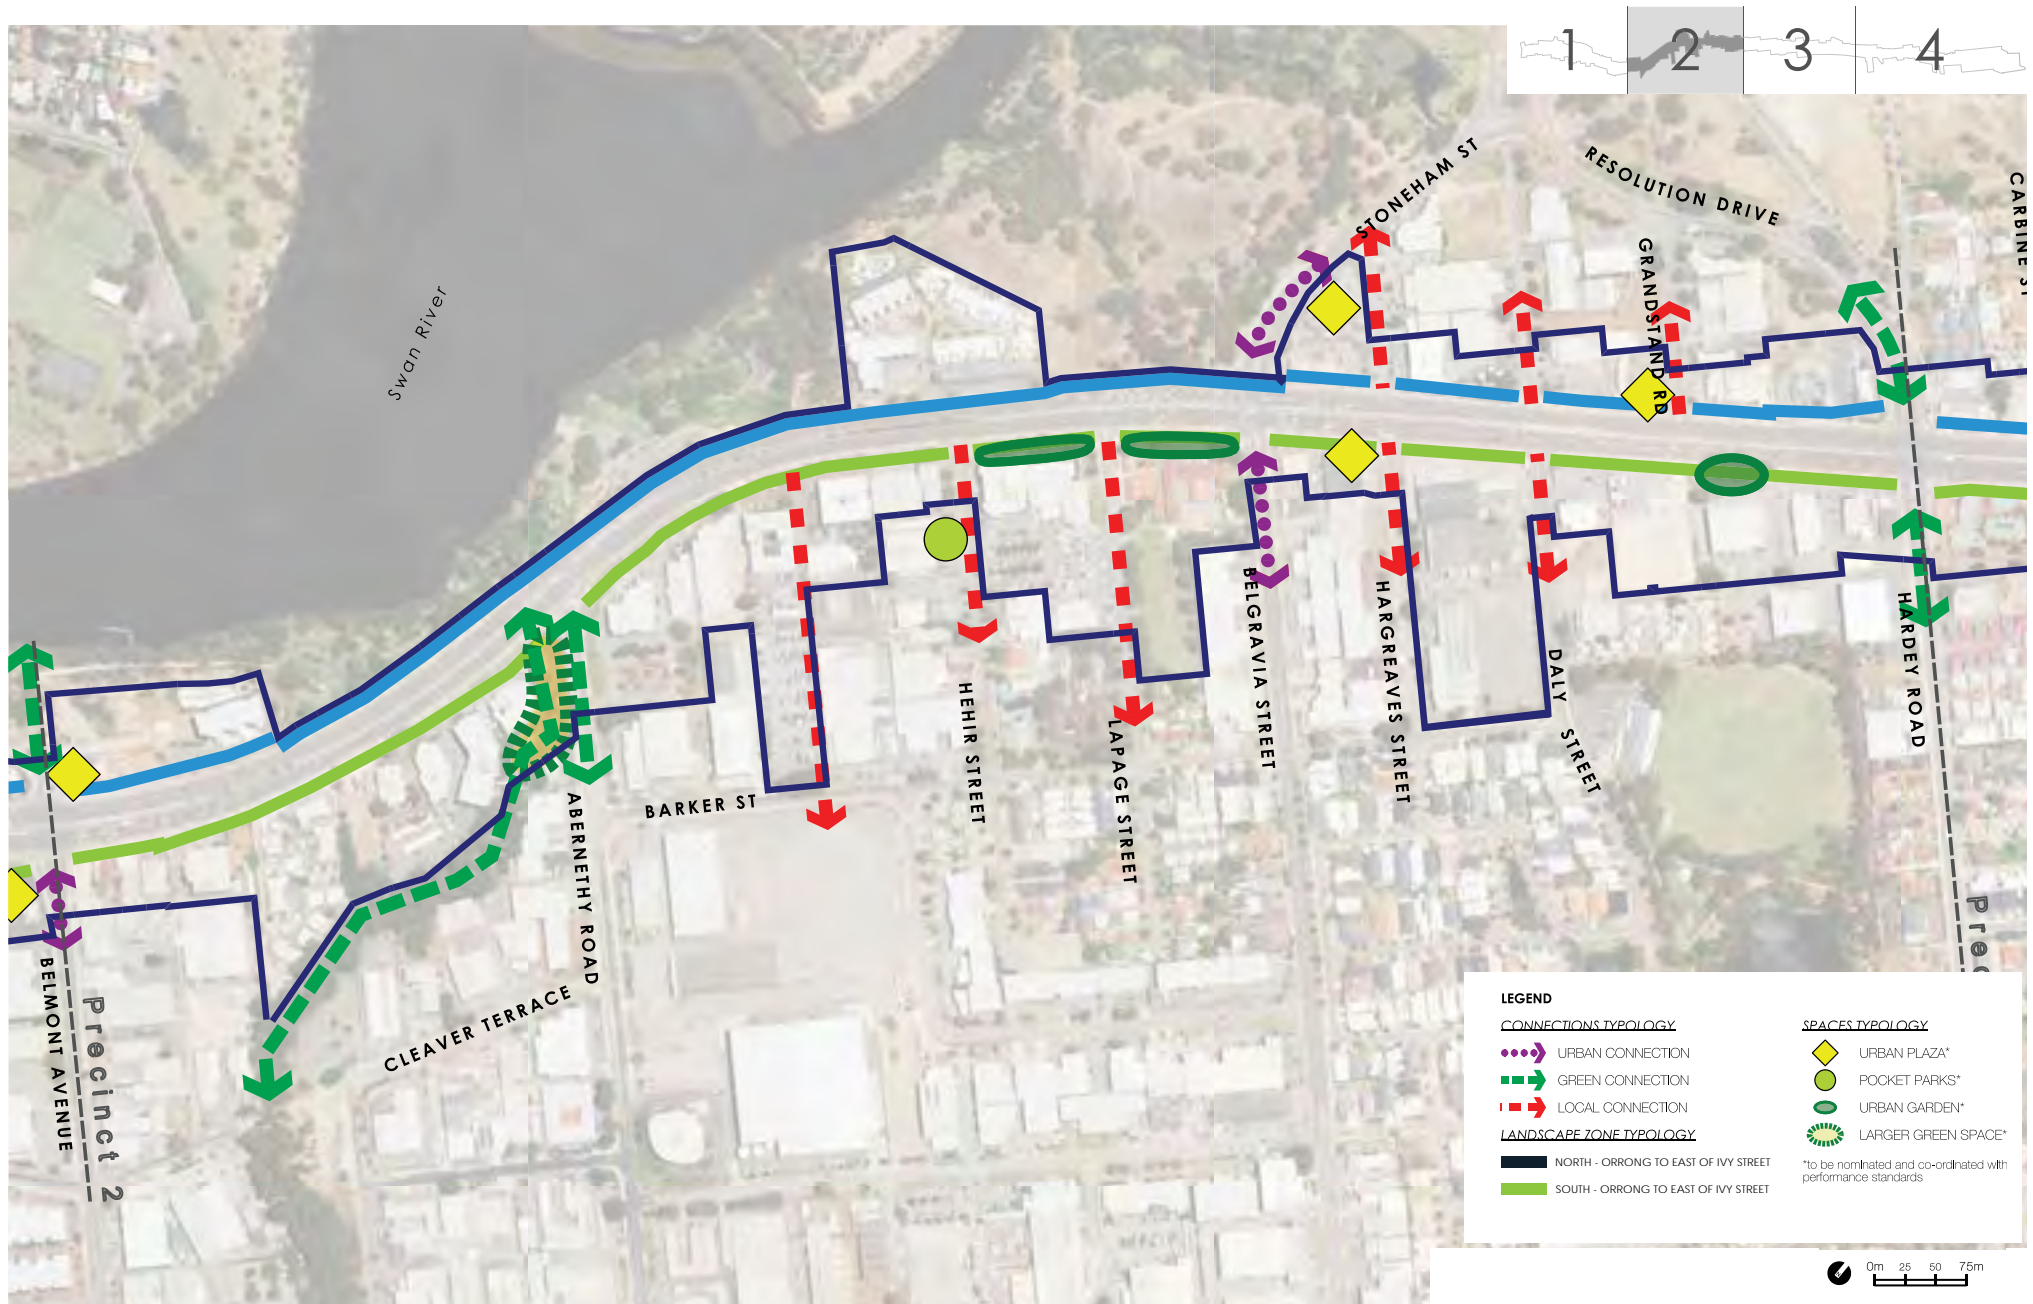 1 2 3 4
STONEHAM ST
RESOLUTION DRIVE
CARBINE ST
GRANDSTAND RD
Swan River
BELGRAVIA STREET
HARGREAVES STREET
DALY STREET
HARDEY ROAD
HEHIR STREET
LAPAGE STREET
BARKER ST
ABERNETHY ROAD
CLEAVER TERRACE
BELMONT AVENUE
Precinct 2
Prec
LEGEND
CONNECTIONS TYPOLOGY
URBAN CONNECTION
GREEN CONNECTION
LOCAL CONNECTION
LANDSCAPE ZONE TYPOLOGY
NORTH - ORRONG TO EAST OF IVY STREET
SOUTH - ORRONG TO EAST OF IVY STREET
SPACES TYPOLOGY
URBAN PLAZA*
POCKET PARKS*
URBAN GARDEN*
LARGER GREEN SPACE*
*to be nominated and co-ordinated with
performance standards
0m 25 50 75m